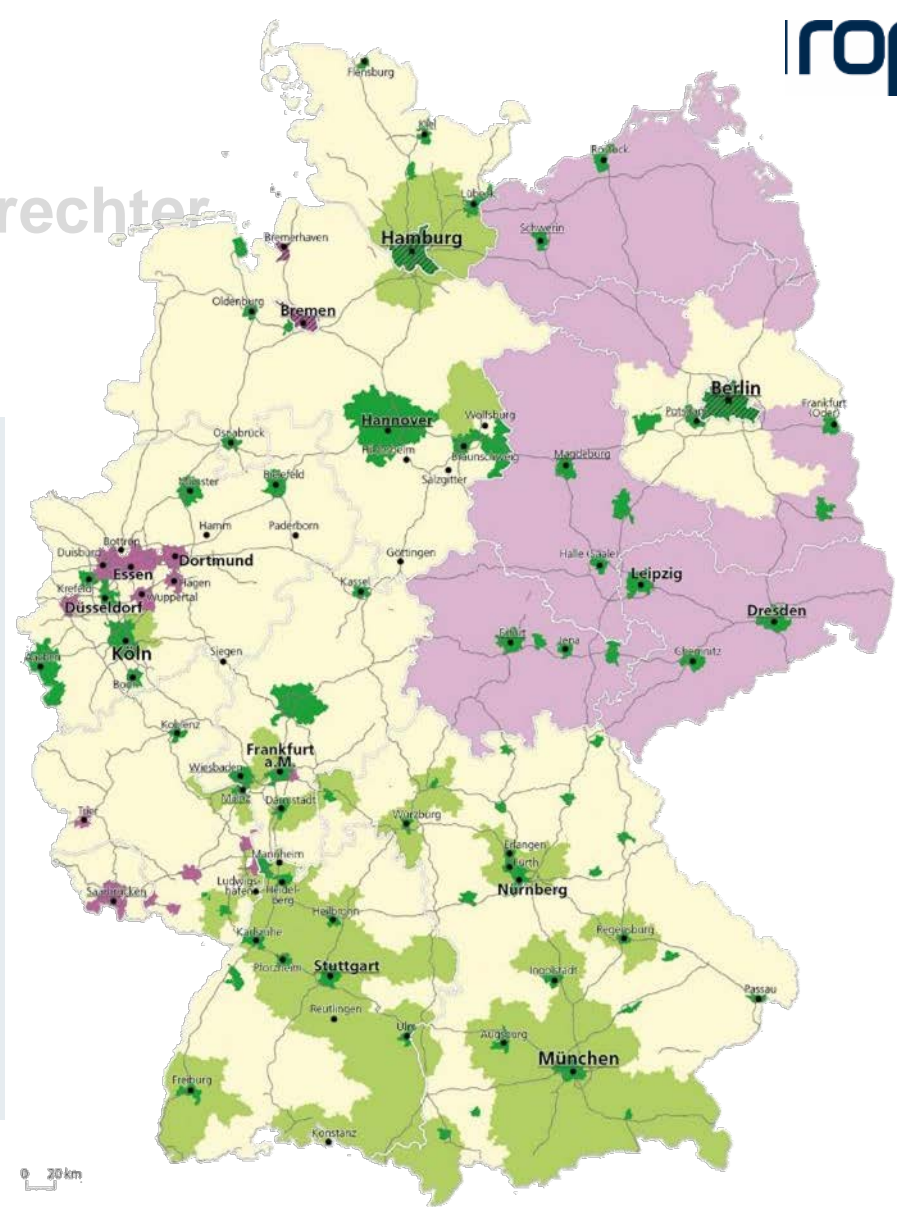 rop
Flensburg
Kiel
Rostock
rechter
Lübeck
Schwerin
Bremerhaven
Hamburg
Oldenburg
Bremen
Berlin
Potsdam
Frankfurt
(Oder)
Hannover
Wolfsburg
Osnabrück
Hildesheim
Braunschweig
Magdeburg
Salzgitter
Münster
Bielefeld
Hamm
Paderborn
Bottrop
Duisburg
Dortmund
Göttingen
Halle (Saale)
Essen
Leipzig
Krefeld
Hagen
Kassel
Wuppertal
Düsseldorf
Dresden
Erfurt
Jena
Köln
Siegen
Chemnitz
Aachen
Bonn
Koblenz
Frankfurt
a.M.
Wiesbaden
Mainz
Darmstadt
Trier
Würzburg
Erlangen
Mannheim
Fürth
Ludwigs-
hafen
Heidel-
berg
Nürnberg
Saarbrücken
Heilbronn
Karlsruhe
Regensburg
Pforzheim
Stuttgart
Ingolstadt
Passau
Reutlingen
Ulm
Augsburg
München
Freiburg
Konstanz
0 20 km